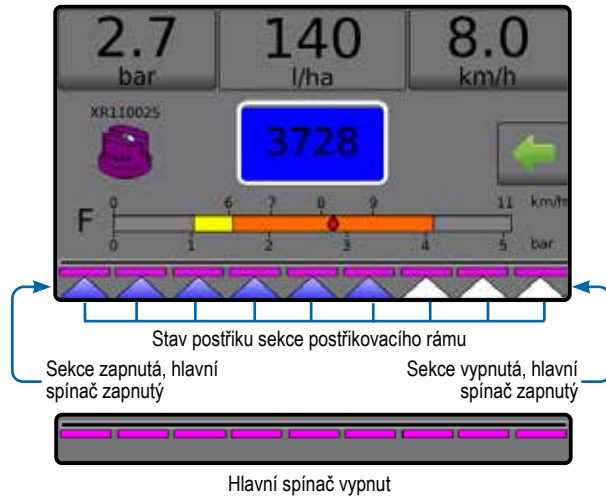 2.7 140 8.0
bar l/ha km/h
XR110025
3728
0 6 7 8 9 11 km/h
F
0 1 2 3 4 5 bar
Stav postřiku sekce postřikovacího rámu
Sekce zapnutá, hlavní
spínač zapnutý
Sekce vypnutá, hlavní
spínač zapnutý
Hlavní spínač vypnut